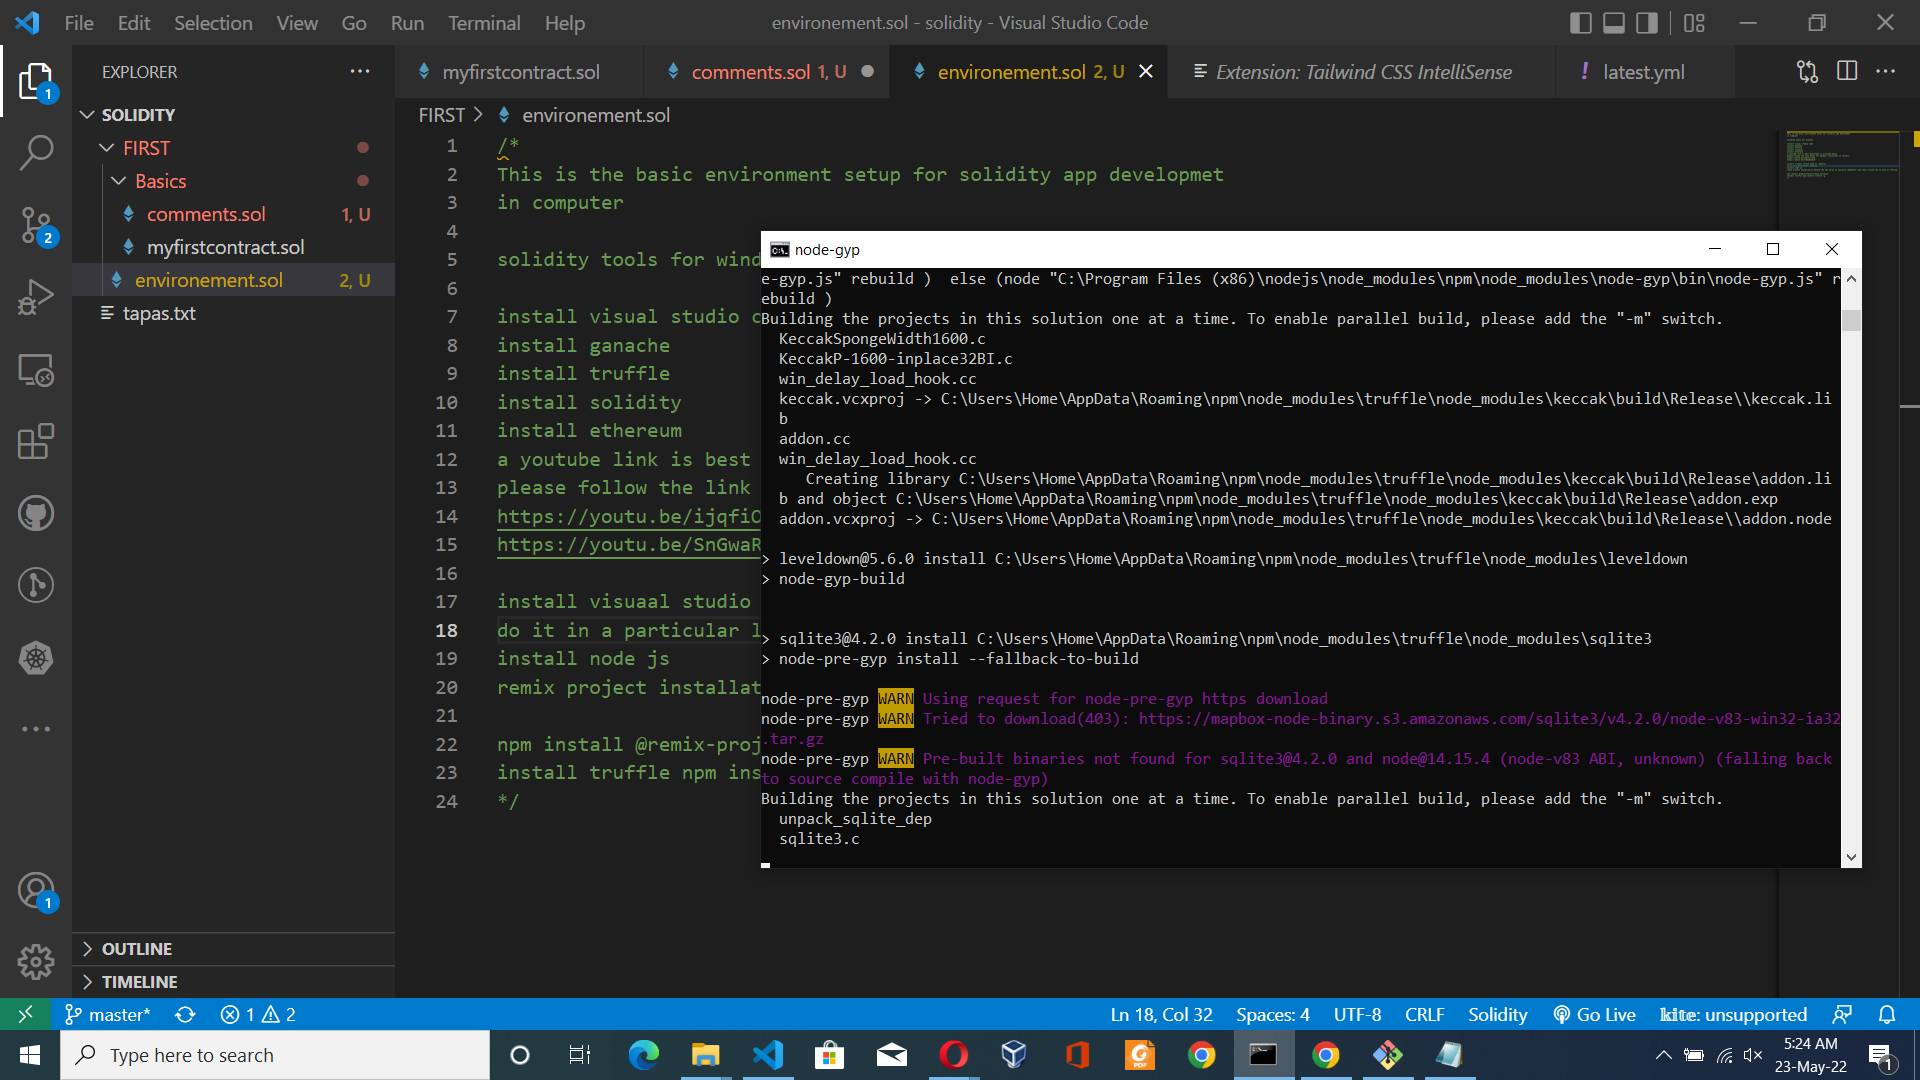 File Edit Selection View Go Run Terminal Help
environement.sol - solidity - Visual Studio Code
EXPLORER
myfirstcontract.sol
comments.sol 1, U
environement.sol 2, U
Extension: Tailwind CSS IntelliSense
! latest.yml
SOLIDITY
FIRST
Basics
comments.sol 1, U
myfirstcontract.sol
environement.sol 2, U
tapas.txt
OUTLINE
TIMELINE
1
2
1
FIRST > environement.sol
1 /*
2 This is the basic environment setup for solidity app developmet
3 in computer
4
5 solidity tools for wind
6
7 install visual studio c
8 install ganache
9 install truffle
10 install solidity
11 install ethereum
12 a youtube link is best
13 please follow the link
14 https://youtu.be/ijqfiO
15 https://youtu.be/SnGwaR
16
17 install visuaal studio
18 do it in a particular l
19 install node js
20 remix project installat
21
22 npm install @remix-proj
23 install truffle npm ins
24 */
node-gyp
e-gyp.js" rebuild )  else (node "C:\Program Files (x86)\nodejs\node_modules\npm\node_modules\node-gyp\bin\node-gyp.js" r
ebuild )
Building the projects in this solution one at a time. To enable parallel build, please add the "-m" switch.
KeccakSpongeWidth1600.c
KeccakP-1600-inplace32BI.c
win_delay_load_hook.cc
keccak.vcxproj -> C:\Users\Home\AppData\Roaming\npm\node_modules\truffle\node_modules\keccak\build\Release\\keccak.li
b
addon.cc
win_delay_load_hook.cc
Creating library C:\Users\Home\AppData\Roaming\npm\node_modules\truffle\node_modules\keccak\build\Release\addon.li
b and object C:\Users\Home\AppData\Roaming\npm\node_modules\truffle\node_modules\keccak\build\Release\addon.exp
addon.vcxproj -> C:\Users\Home\AppData\Roaming\npm\node_modules\truffle\node_modules\keccak\build\Release\\addon.node
> leveldown@5.6.0 install C:\Users\Home\AppData\Roaming\npm\node_modules\truffle\node_modules\leveldown
> node-gyp-build
> sqlite3@4.2.0 install C:\Users\Home\AppData\Roaming\npm\node_modules\truffle\node_modules\sqlite3
> node-pre-gyp install --fallback-to-build
node-pre-gyp WARN Using request for node-pre-gyp https download
node-pre-gyp WARN Tried to download(403): https://mapbox-node-binary.s3.amazonaws.com/sqlite3/v4.2.0/node-v83-win32-ia32
.tar.gz
node-pre-gyp WARN Pre-built binaries not found for sqlite3@4.2.0 and node@14.15.4 (node-v83 ABI, unknown) (falling back
to source compile with node-gyp)
Building the projects in this solution one at a time. To enable parallel build, please add the "-m" switch.
unpack_sqlite_dep
sqlite3.c
master* 1 2
Ln 18, Col 32 Spaces: 4 UTF-8 CRLF Solidity Go Live kite: unsupported
Type here to search
5:24 AM
23-May-22
1